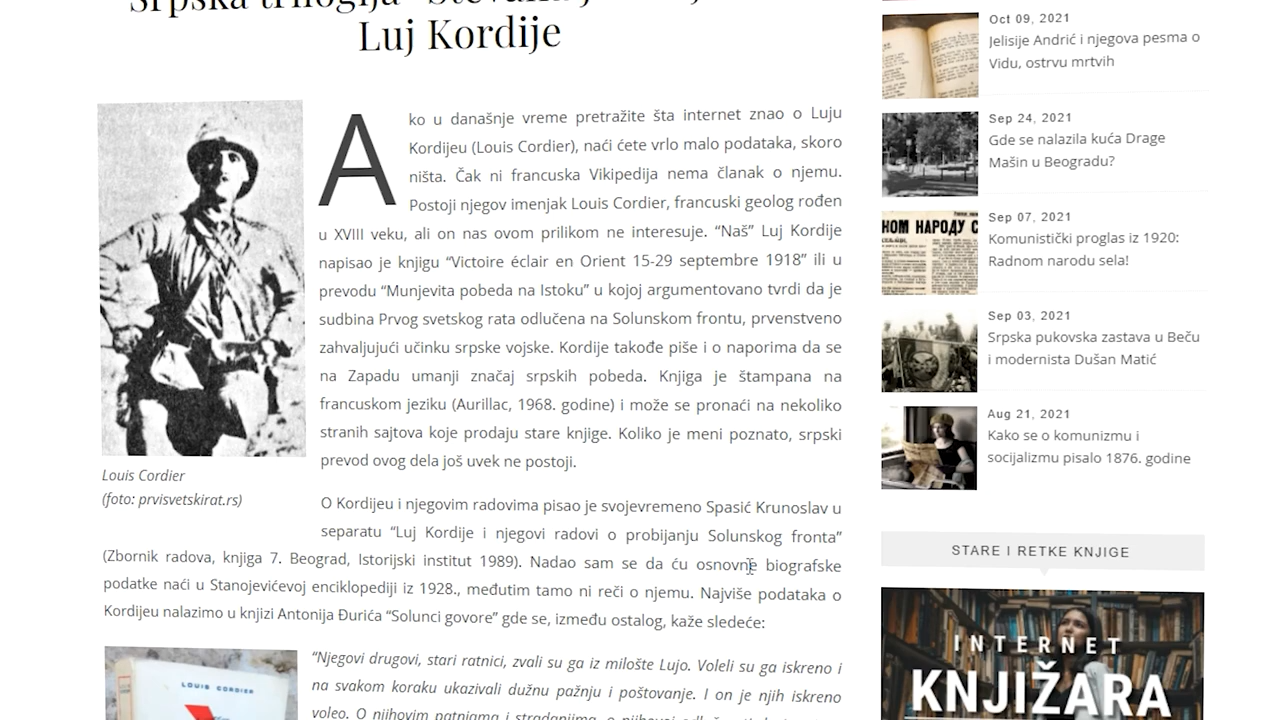 Luj Kordije
A
ko u današnje vreme pretražite šta internet znao o Luju
Kordijeu (Louis Cordier), naći ćete vrlo malo podataka, skoro
ništa. Čak ni francuska Vikipedija nema članak o njemu.
Postoji njegov imenjak Louis Cordier, francuski geolog rođen
u XVIII veku, ali on nas ovom prilikom ne interesuje. “Naš” Luj Kordije
napisao je knjigu “Victoire éclair en Orient 15-29 septembre 1918” ili u
prevodu “Munjevita pobeda na Istoku” u kojoj argumentovano tvrdi da je
sudbina Prvog svetskog rata odlučena na Solunskom frontu, prvenstveno
zahvaljujući učinku srpske vojske. Kordije takođe piše i o naporima da se
na Zapadu umanji značaj srpskih pobeda. Knjiga je štampana na
francuskom jeziku (Aurillac, 1968. godine) i može se pronaći na nekoliko
stranih sajtova koje prodaju stare knjige. Koliko je meni poznato, srpski
prevod ovog dela još uvek ne postoji.
Louis Cordier
(foto: prvisvetskirat.rs)
O Kordijeu i njegovim radovima pisao je svojevremeno Spasić Krunoslav u
separatu “Luj Kordije i njegovi radovi o probijanju Solunskog fronta”
(Zbornik radova, knjiga 7. Beograd, Istorijski institut 1989). Nadao sam se da ću osnovne biografske
podatke naći u Stanojevićevoj enciklopediji iz 1928., međutim tamo ni reči o njemu. Najviše podataka o
Kordijeu nalazimo u knjizi Antonija Đurića “Solunci govore” gde se, između ostalog, kaže sledeće:
LOUIS CORDIER
“Njegovi drugovi, stari ratnici, zvali su ga iz milošte Lujo. Voleli su ga iskreno i
na svakom koraku ukazivali dužnu pažnju i poštovanje. I on je njih iskreno
voleo. O njihovim patnjama i stradanjima, o njihovoj
Oct 09, 2021
Jelisije Andrić i njegova pesma o
Vidu, ostrvu mrtvih
Sep 24, 2021
Gde se nalazila kuća Drage
Mašin u Beogradu?
Sep 07, 2021
Komunistički proglas iz 1920:
Radnom narodu sela!
НОМ НАРОДУ С
Sep 03, 2021
Srpska pukovska zastava u Beču
i modernista Dušan Matić
Aug 21, 2021
Kako se o komunizmu i
socijalizmu pisalo 1876. godine
STARE I RETKE KNJIGE
INTERNET
KNJIŽARA